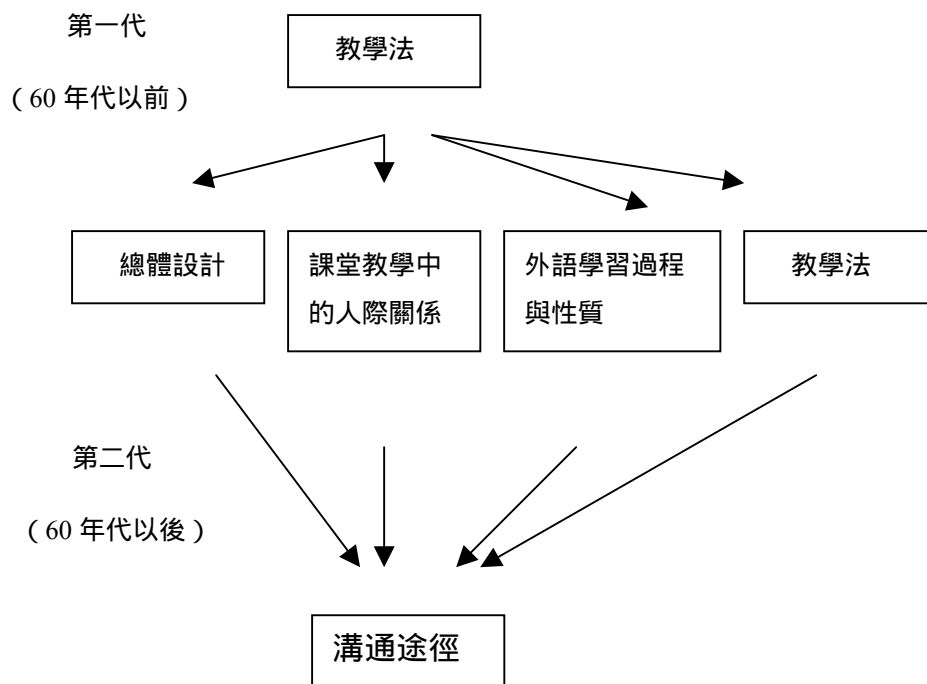 第一代
教學法
（60 年代以前）
總體設計
課堂教學中
的人際關係
外語學習過程
與性質
教學法
第二代
（60 年代以後）
溝通途徑